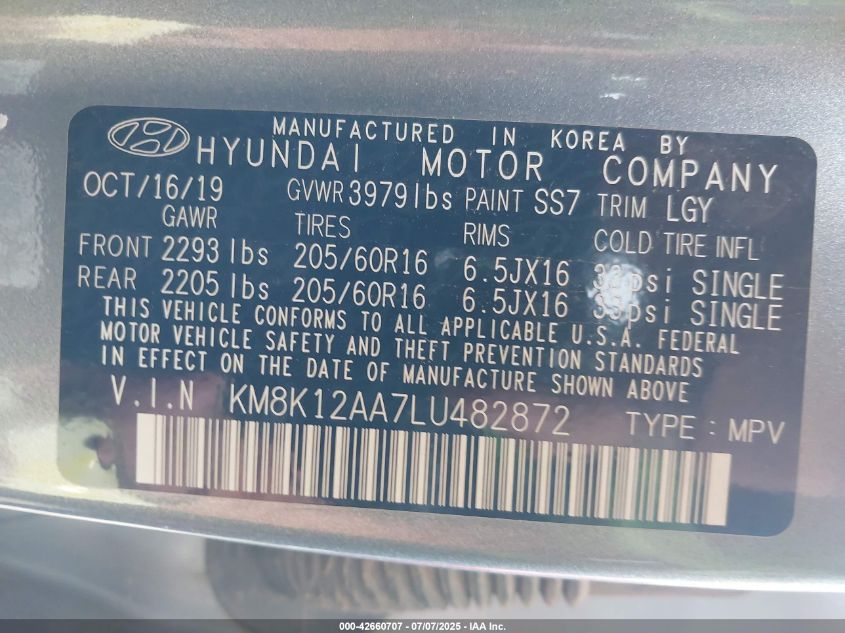 MANUFACTURED IN KOREA BY
HYUNDAI MOTOR COMPANY
OCT/16/19 GVWR 3979 lbs PAINT SS7 TRIM LGY
GAWR TIRES RIMS COLD TIRE INFL
FRONT 2293 lbs 205/60R16 6.5JX16 psi SINGLE
REAR 2205 lbs 205/60R16 6.5JX16 psi SINGLE
THIS VEHICLE CONFORMS TO ALL APPLICABLE U.S.A. FEDERAL
MOTOR VEHICLE SAFETY AND THEFT PREVENTION STANDARDS
IN EFFECT ON THE DATE OF MANUFACTURE SHOWN ABOVE
V.I.N KM8K12AA7LU482872 TYPE : MPV
000-42660707 - 07/07/2025 - IAA Inc.